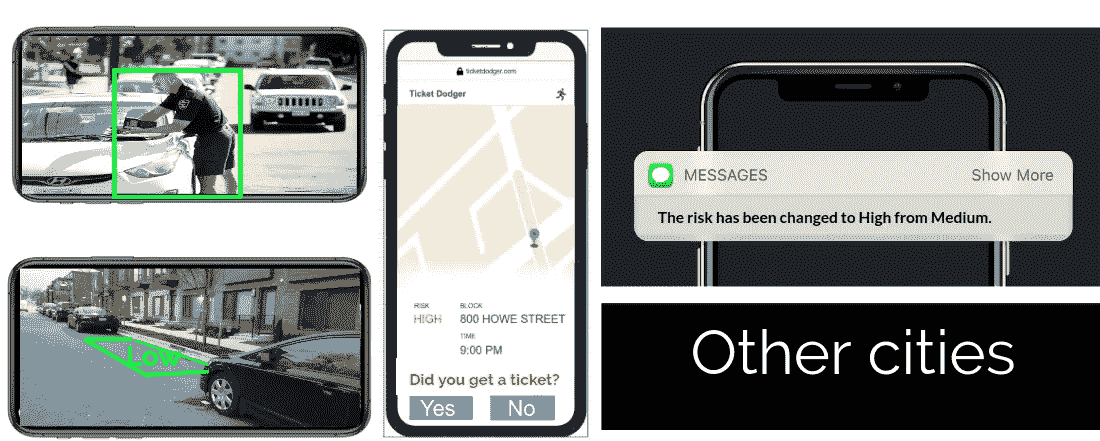 Low
ticketdodger.com
Ticket Dodger
RISK
BLOCK
HIGH
800 HOWE STREET
TIME
9:00 PM
Did you get a ticket?
Yes
No
MESSAGES
Show More
The risk has been changed to High from Medium.
Other cities